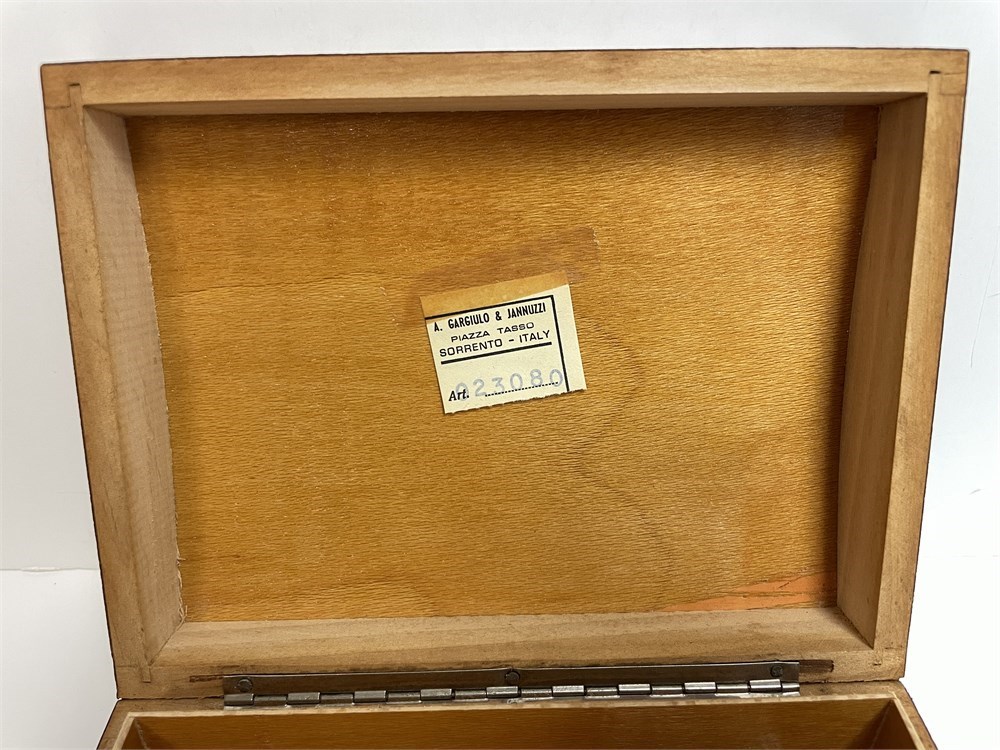 A. GARGIULO & JANNUZZI
PIAZZA TASSO
SORRENTO - ITALY
Art. 023080